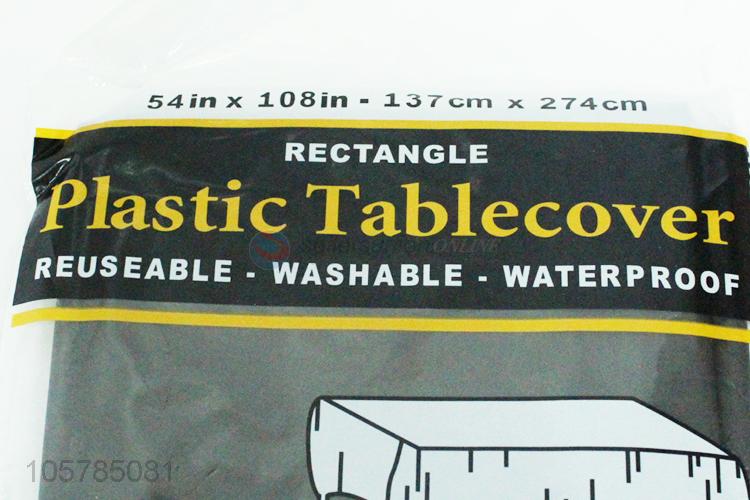 54in x 108in - 137cm x 274cm
RECTANGLE
Plastic Tablecover
REUSEABLE - WASHABLE - WATERPROOF
105785081